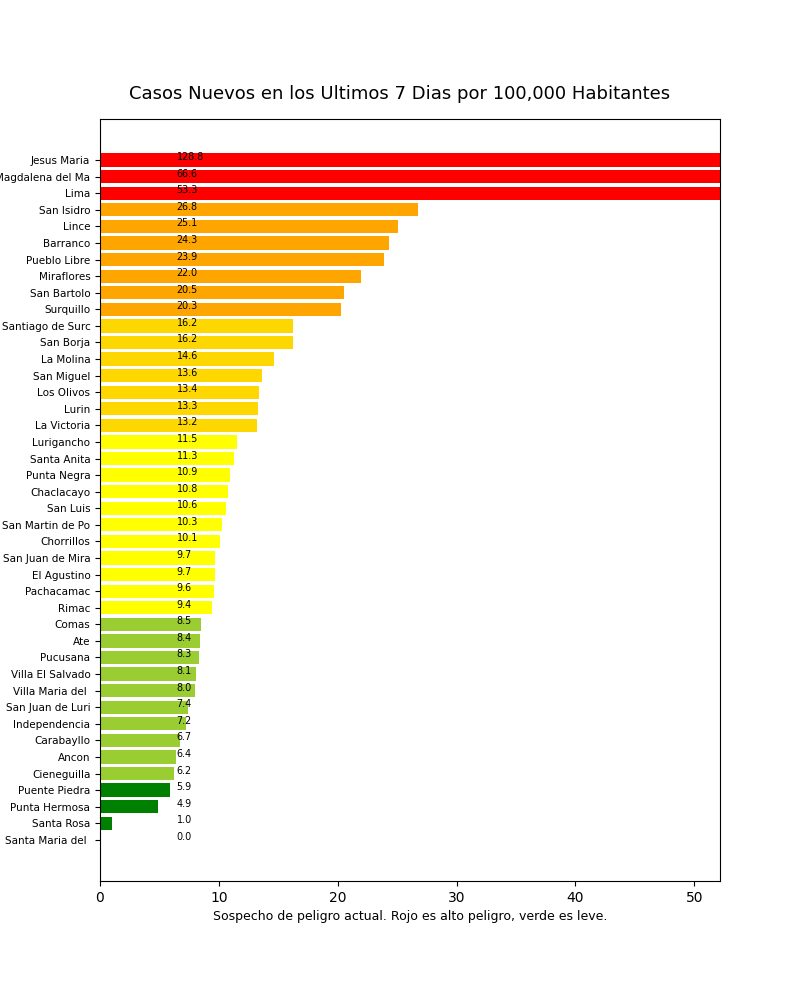 Casos Nuevos en los Ultimos 7 Dias por 100,000 Habitantes
Jesus Maria 128.8
Magdalena del Ma 66.6
Lima 53.3
San Isidro 26.8
Lince 25.1
Barranco 24.3
Pueblo Libre 23.9
Miraflores 22.0
San Bartolo 20.5
Surquillo 20.3
Santiago de Surc 16.2
San Borja 16.2
La Molina 14.6
San Miguel 13.6
Los Olivos 13.4
Lurin 13.3
La Victoria 13.2
Lurigancho 11.5
Santa Anita 11.3
Punta Negra 10.9
Chaclacayo 10.8
San Luis 10.6
San Martin de Po 10.3
Chorrillos 10.1
San Juan de Mira 9.7
El Agustino 9.7
Pachacamac 9.6
Rimac 9.4
Comas 8.5
Ate 8.4
Pucusana 8.3
Villa El Salvado 8.1
Villa Maria del 8.0
San Juan de Luri 7.4
Independencia 7.2
Carabayllo 6.7
Ancon 6.4
Cieneguilla 6.2
Puente Piedra 5.9
Punta Hermosa 4.9
Santa Rosa 1.0
Santa Maria del 0.0
0 10 20 30 40 50
Sospecho de peligro actual. Rojo es alto peligro, verde es leve.